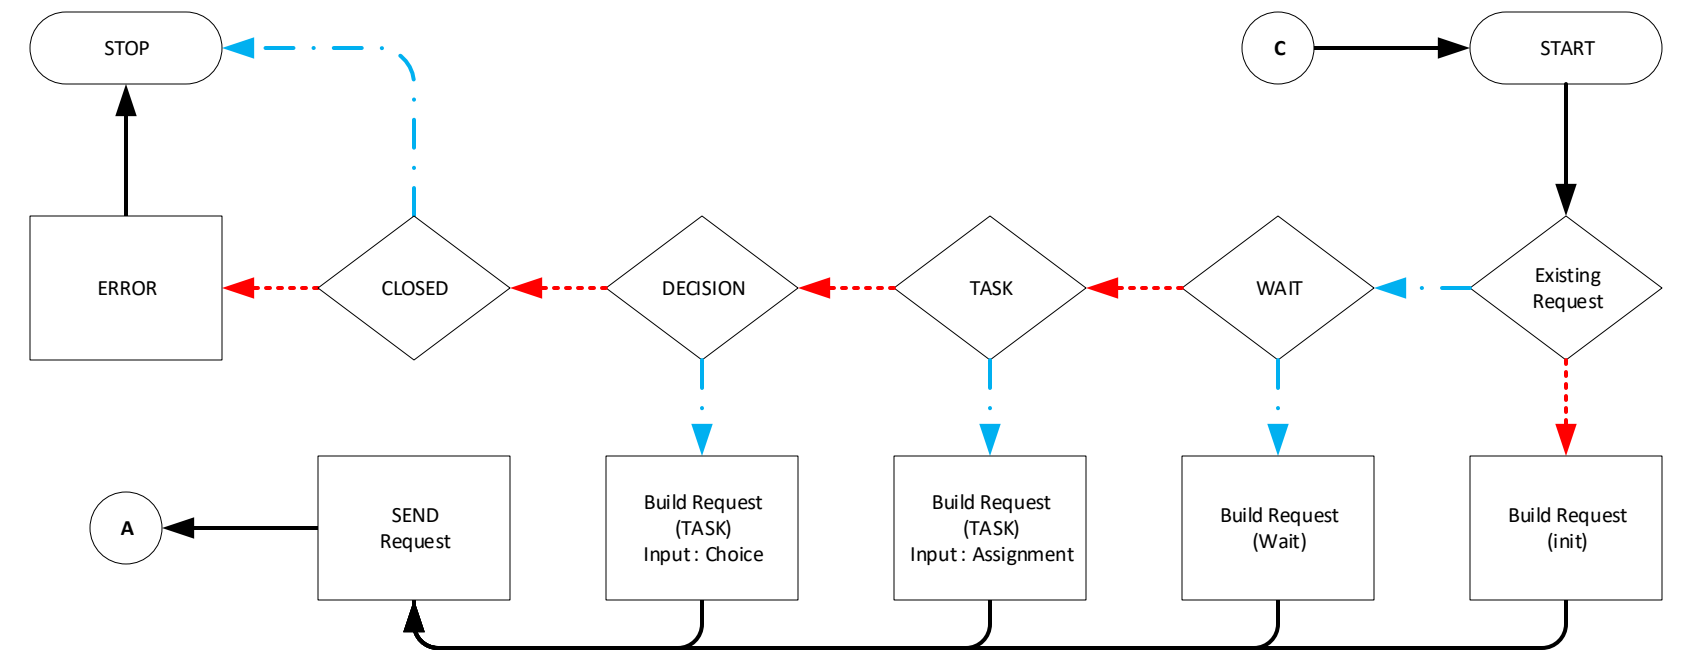 STOP
C
START
ERROR
CLOSED
DECISION
TASK
WAIT
Existing
Request
A
SEND
Request
Build Request
(TASK)
Input : Choice
Build Request
(TASK)
Input : Assignment
Build Request
(Wait)
Build Request
(init)